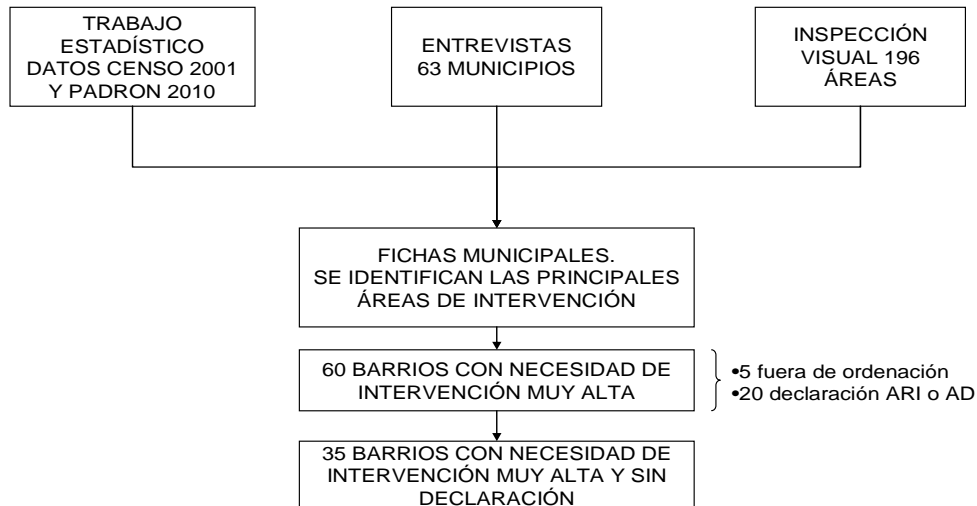 TRABAJO
ESTADÍSTICO
DATOS CENSO 2001
Y PADRON 2010
ENTREVISTAS
63 MUNICIPIOS
INSPECCIÓN
VISUAL 196
ÁREAS
FICHAS MUNICIPALES.
SE IDENTIFICAN LAS PRINCIPALES
ÁREAS DE INTERVENCIÓN
60 BARRIOS CON NECESIDAD DE
INTERVENCIÓN MUY ALTA
•5 fuera de ordenación
•20 declaración ARI o AD
35 BARRIOS CON NECESIDAD DE
INTERVENCIÓN MUY ALTA Y SIN
DECLARACIÓN